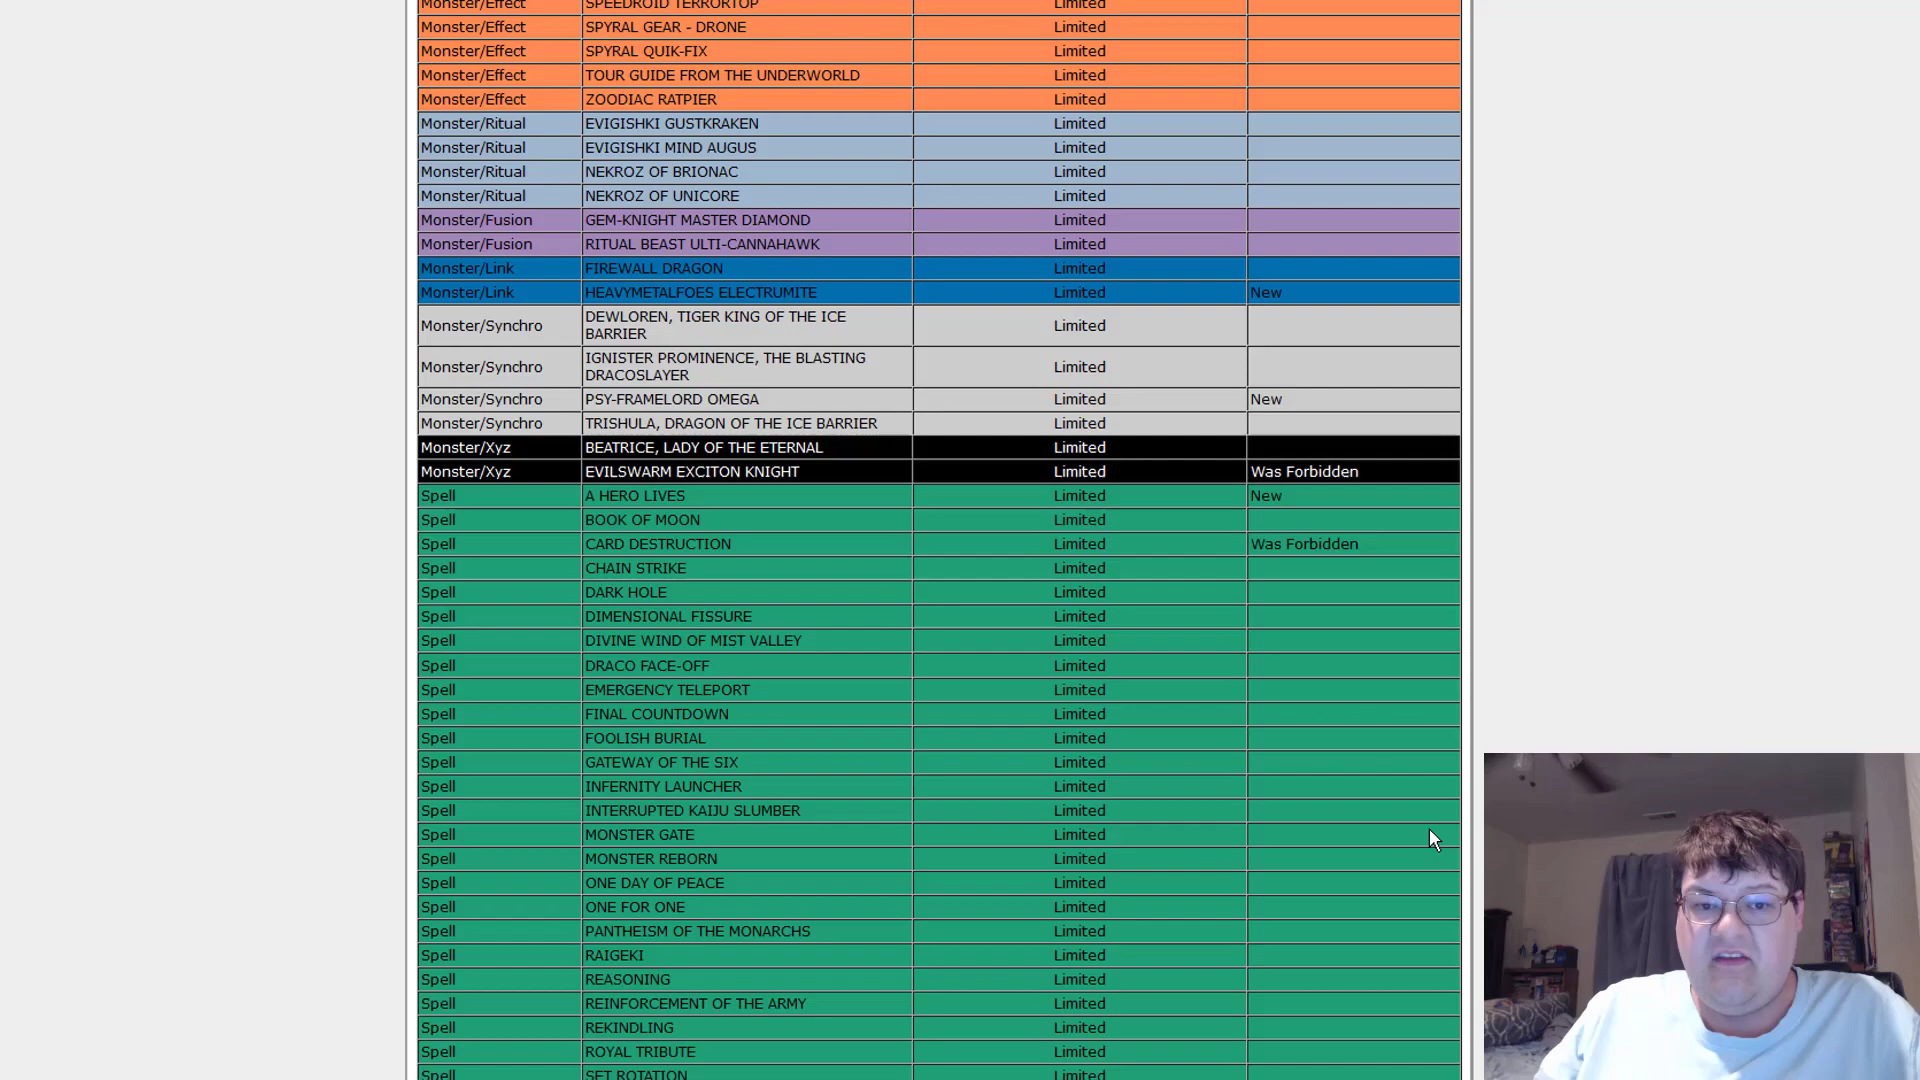 Monster/Effect SPEEDROID TERRORTOP Limited
Monster/Effect SPYRAL GEAR - DRONE Limited
Monster/Effect SPYRAL QUIK-FIX Limited
Monster/Effect TOUR GUIDE FROM THE UNDERWORLD Limited
Monster/Effect ZOODIAC RATPIER Limited
Monster/Ritual EVIGISHKI GUSTKRAKEN Limited
Monster/Ritual EVIGISHKI MIND AUGUS Limited
Monster/Ritual NEKROZ OF BRIONAC Limited
Monster/Ritual NEKROZ OF UNICORE Limited
Monster/Fusion GEM-KNIGHT MASTER DIAMOND Limited
Monster/Fusion RITUAL BEAST ULTI-CANNAHAWK Limited
Monster/Link FIREWALL DRAGON Limited
Monster/Link HEAVYMETALFOES ELECTRUMITE Limited New
Monster/Synchro DEWLOREN, TIGER KING OF THE ICE
BARRIER Limited
Monster/Synchro IGNISTER PROMINENCE, THE BLASTING
DRACOSLAYER Limited
Monster/Synchro PSY-FRAMELORD OMEGA Limited New
Monster/Synchro TRISHULA, DRAGON OF THE ICE BARRIER Limited
Monster/Xyz BEATRICE, LADY OF THE ETERNAL Limited
Monster/Xyz EVILSWARM EXCITON KNIGHT Limited Was Forbidden
Spell A HERO LIVES Limited New
Spell BOOK OF MOON Limited
Spell CARD DESTRUCTION Limited Was Forbidden
Spell CHAIN STRIKE Limited
Spell DARK HOLE Limited
Spell DIMENSIONAL FISSURE Limited
Spell DIVINE WIND OF MIST VALLEY Limited
Spell DRACO FACE-OFF Limited
Spell EMERGENCY TELEPORT Limited
Spell FINAL COUNTDOWN Limited
Spell FOOLISH BURIAL Limited
Spell GATEWAY OF THE SIX Limited
Spell INFERNITY LAUNCHER Limited
Spell INTERRUPTED KAIJU SLUMBER Limited
Spell MONSTER GATE Limited
Spell MONSTER REBORN Limited
Spell ONE DAY OF PEACE Limited
Spell ONE FOR ONE Limited
Spell PANTHEISM OF THE MONARCHS Limited
Spell RAIGEKI Limited
Spell REASONING Limited
Spell REINFORCEMENT OF THE ARMY Limited
Spell REKINDLING Limited
Spell ROYAL TRIBUTE Limited
Spell SET ROTATION Limited